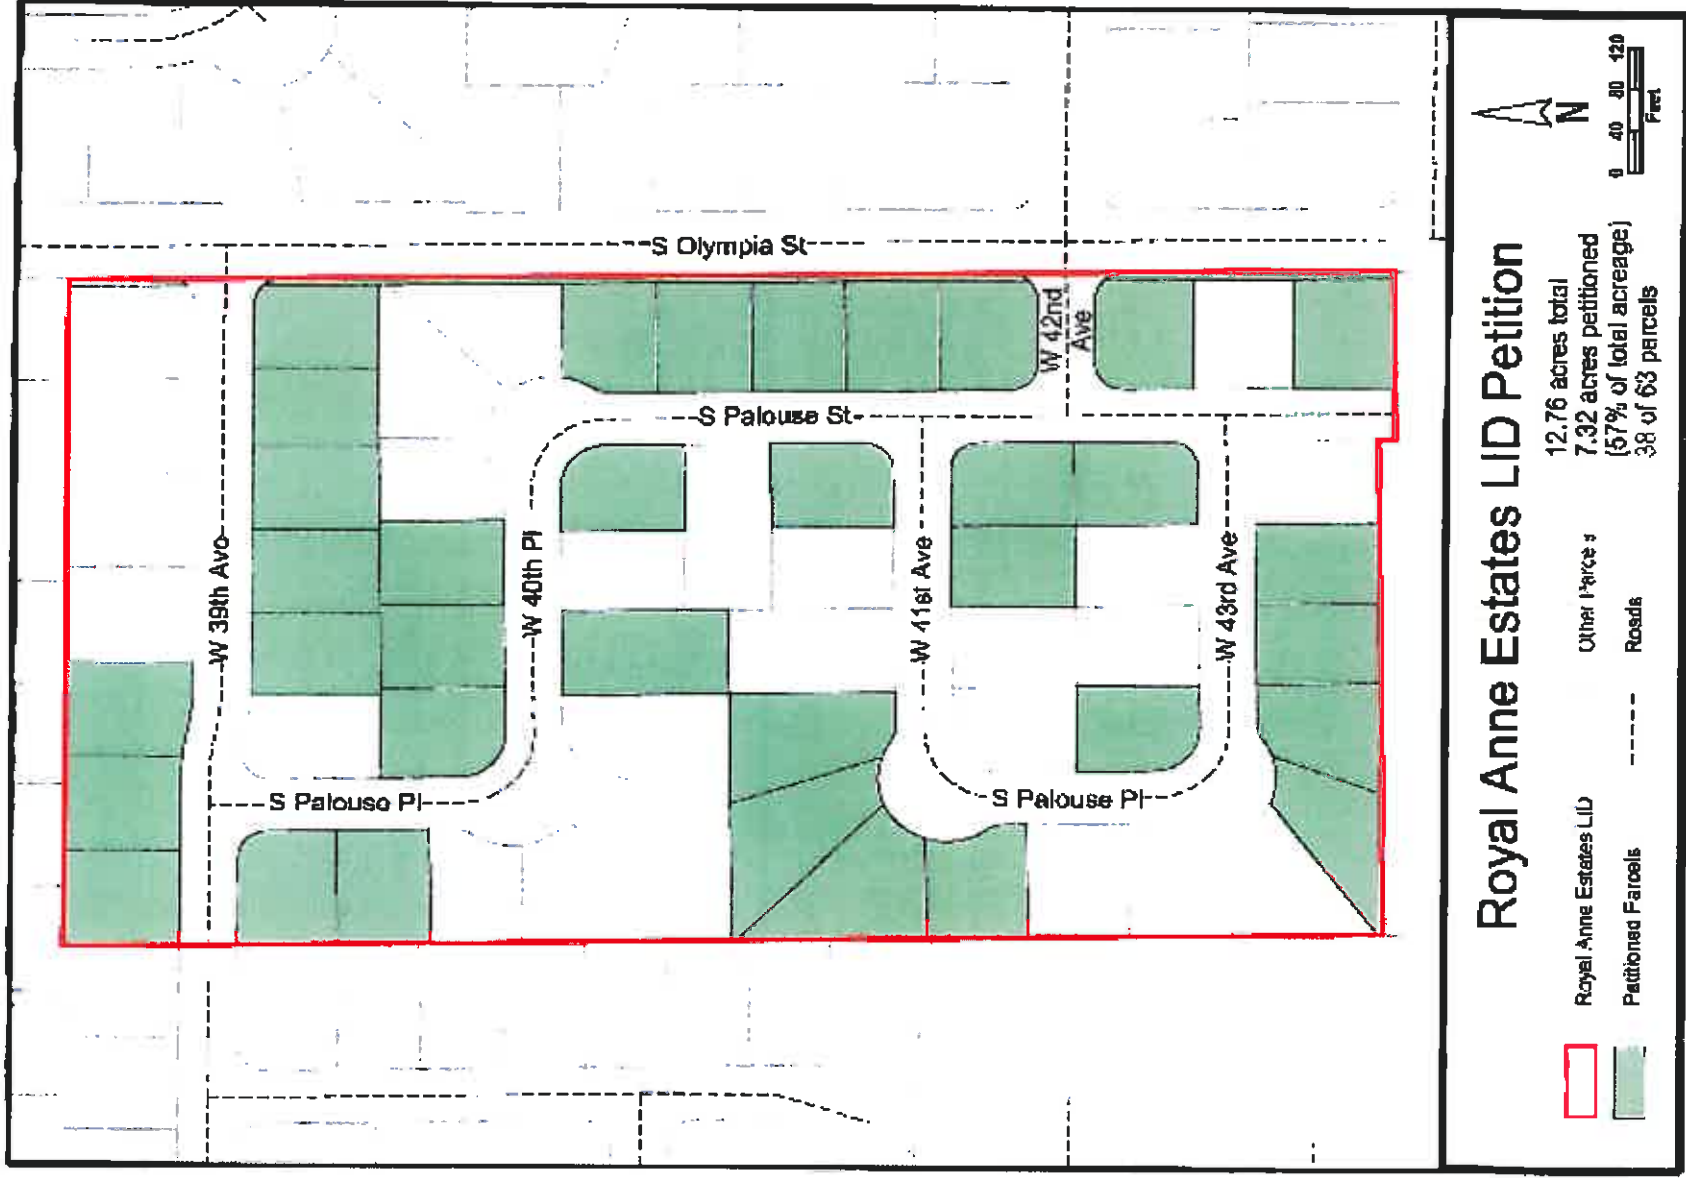 S Olympia St
W 42nd
Ave
S Palouse St
W 39th Ave
W 40th Pl
W 41st Ave
W 43rd Ave
S Palouse Pl
S Palouse Pl
Royal Anne Estates LID Petition
Royal Anne Estates LID
Petitioned Parcels
Other Parcels
Roads
12.76 acres total
7.32 acres petitioned
(57% of total acreage)
38 of 63 parcels
N
0 40 80 120
Feet